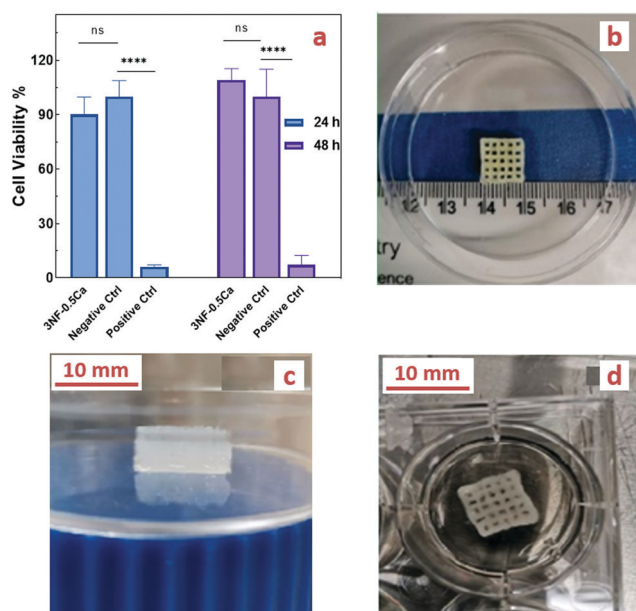 ns
****
ns
****
a
Cell Viability %
120
90
60
30
0
24 h
48 h
3NF-0.5Ca
Negative Ctrl
Positive Ctrl
3NF-0.5Ca
Negative Ctrl
Positive Ctrl
b
12 13 14 15 16 17
try
ence
c
10 mm
d
10 mm